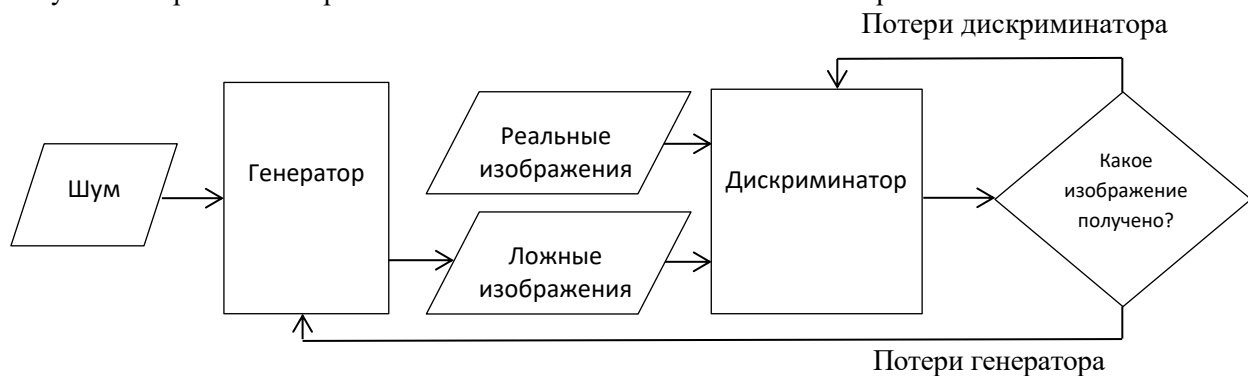 Потери дискриминатора
Шум
Генератор
Реальные
изображения
Ложные
изображения
Дискриминатор
Какое
изображение
получено?
Потери генератора